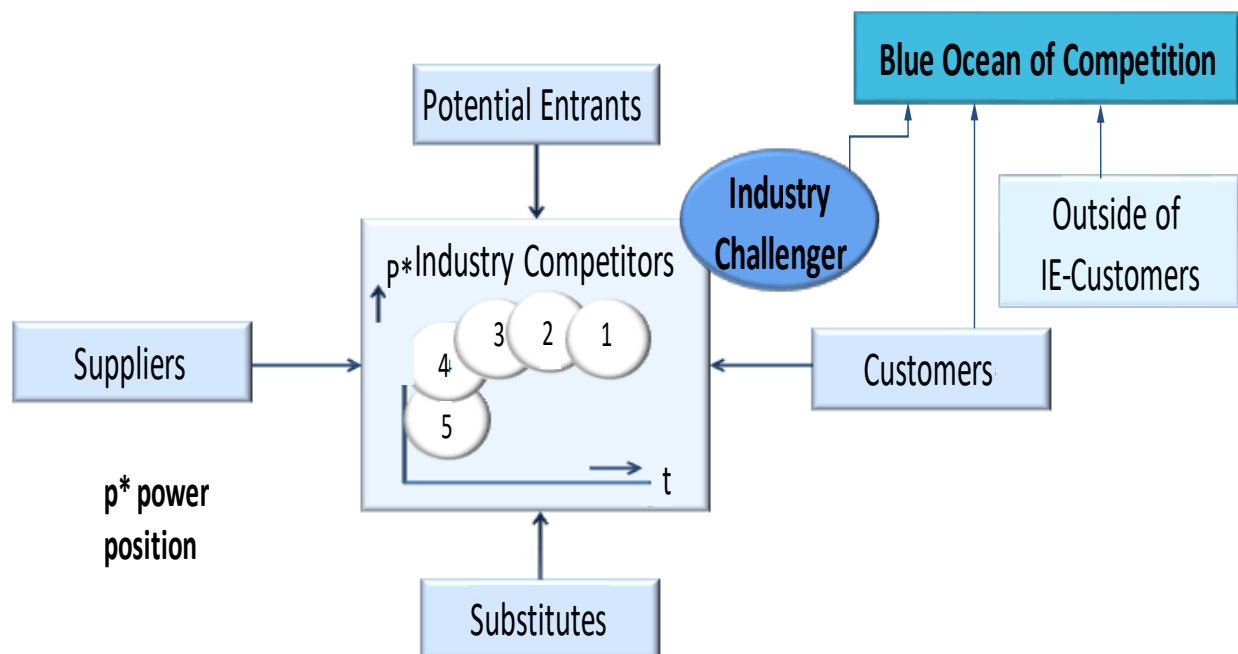 Blue Ocean of Competition
Potential Entrants
Industry
Challenger
Outside of
IE-Customers
P* Industry Competitors
3 2 1
4
5
t
Suppliers
Customers
p* power
position
Substitutes